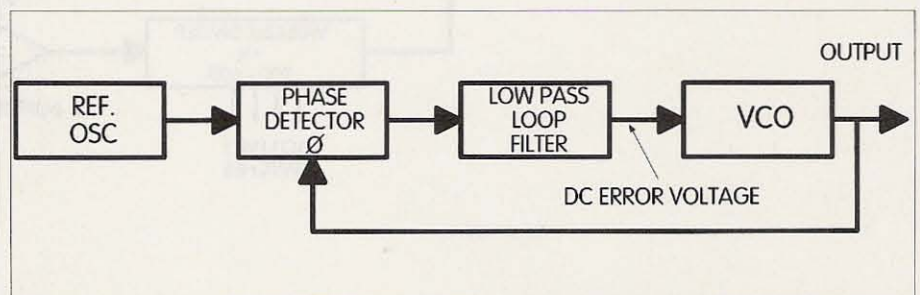 OUTPUT
REF.
OSC
PHASE
DETECTOR
Ø
LOW PASS
LOOP
FILTER
VCO
DC ERROR VOLTAGE